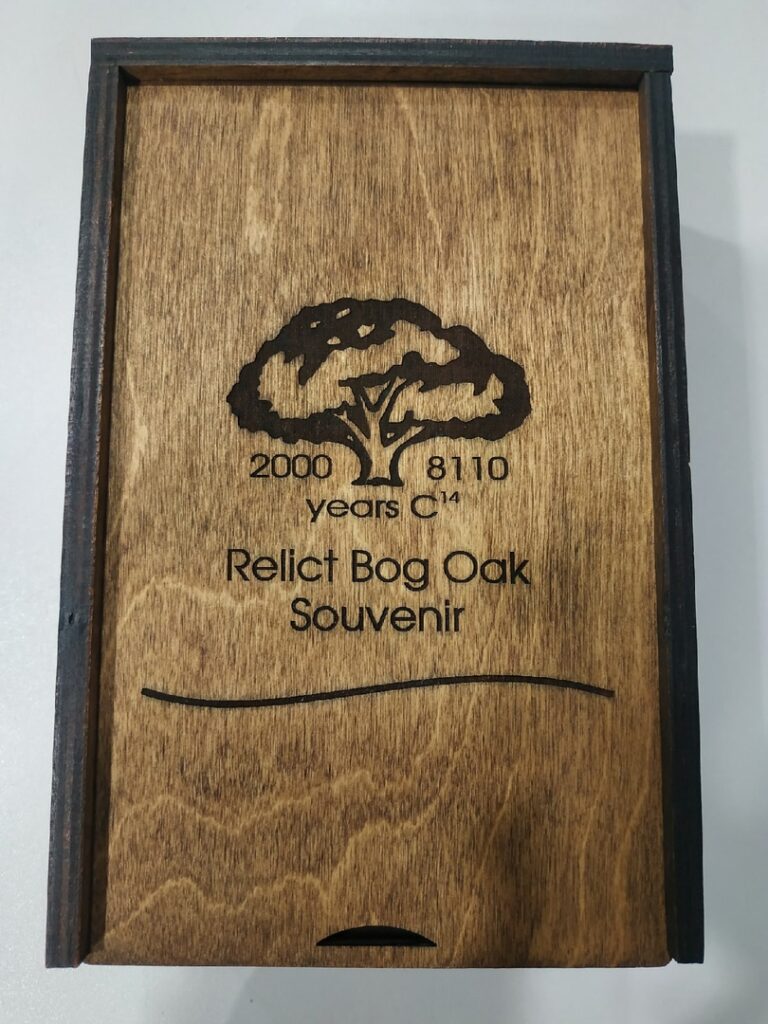 2000 8110
years C¹⁴
Relict Bog Oak
Souvenir